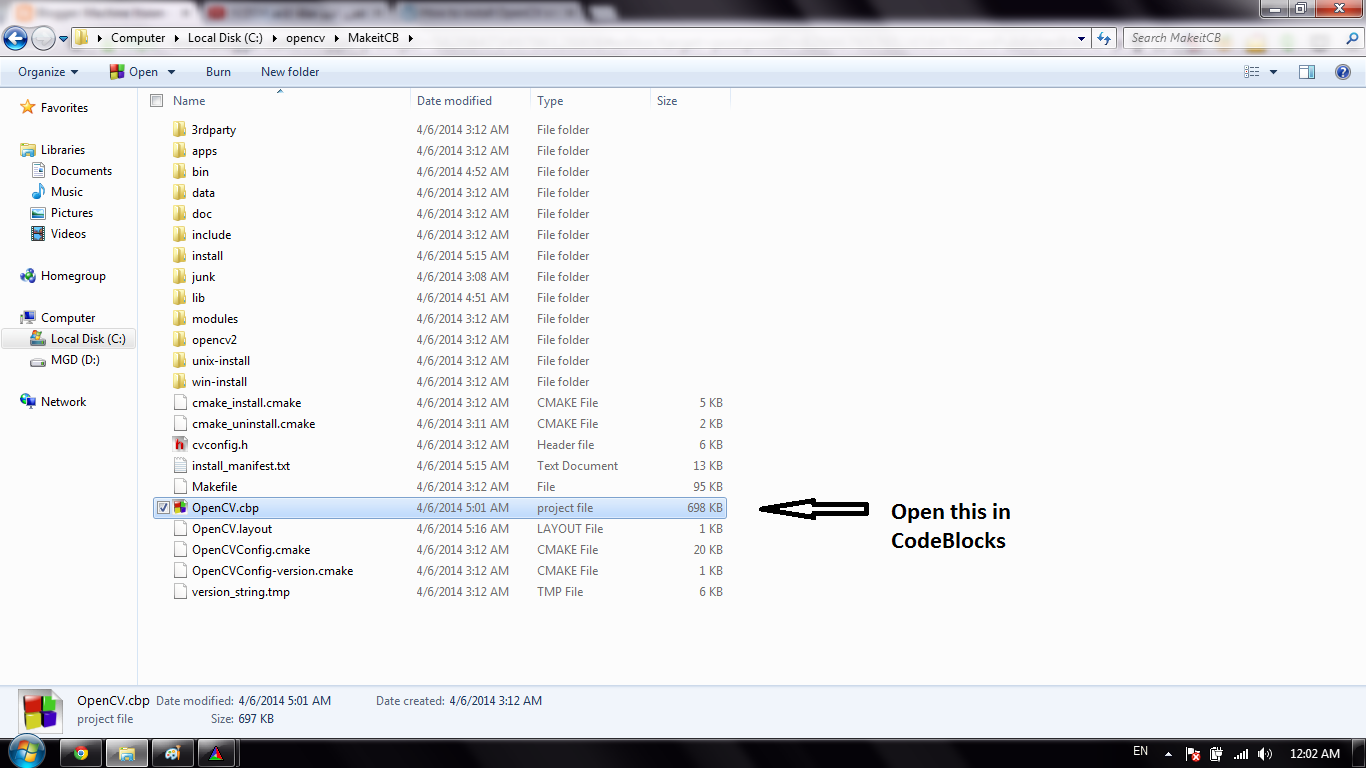 Computer Local Disk (C:) opencv MakeitCB
Search MakeitCB
Organize Open Burn New folder
Name Date modified Type Size
Favorites
Libraries
Documents
Music
Pictures
Videos
Homegroup
Computer
Local Disk (C:)
MGD (D:)
Network
3rdparty 4/6/2014 3:12 AM File folder
apps 4/6/2014 3:12 AM File folder
bin 4/6/2014 4:52 AM File folder
data 4/6/2014 3:12 AM File folder
doc 4/6/2014 3:12 AM File folder
include 4/6/2014 3:12 AM File folder
install 4/6/2014 5:15 AM File folder
junk 4/6/2014 3:08 AM File folder
lib 4/6/2014 4:51 AM File folder
modules 4/6/2014 3:12 AM File folder
opencv2 4/6/2014 3:12 AM File folder
unix-install 4/6/2014 3:12 AM File folder
win-install 4/6/2014 3:12 AM File folder
cmake_install.cmake 4/6/2014 3:12 AM CMAKE File 5 KB
cmake_uninstall.cmake 4/6/2014 3:11 AM CMAKE File 2 KB
cvconfig.h 4/6/2014 3:12 AM Header file 6 KB
install_manifest.txt 4/6/2014 5:15 AM Text Document 13 KB
Makefile 4/6/2014 3:12 AM File 95 KB
OpenCV.cbp 4/6/2014 5:01 AM project file 698 KB
OpenCV.layout 4/6/2014 5:16 AM LAYOUT File 1 KB
OpenCVConfig.cmake 4/6/2014 3:12 AM CMAKE File 20 KB
OpenCVConfig-version.cmake 4/6/2014 3:12 AM CMAKE File 1 KB
version_string.tmp 4/6/2014 3:12 AM TMP File 6 KB
Open this in
CodeBlocks
OpenCV.cbp Date modified: 4/6/2014 5:01 AM Date created: 4/6/2014 3:12 AM
project file Size: 697 KB
EN 12:02 AM